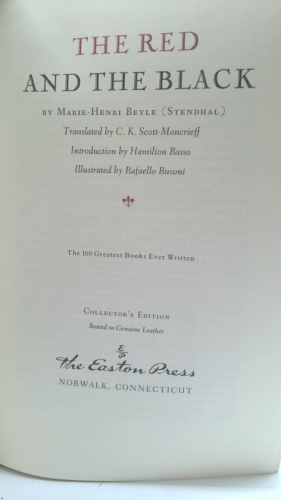 THE RED
AND THE BLACK
BY MARIE-HENRI BEYLE (STENDHAL)
Translated by C. K. Scott-Moncrieff
Introduction by Hamilton Basso
Illustrated by Rafaello Busoni
The 100 Greatest Books Ever Written
COLLECTOR'S EDITION
Bound in Genuine Leather
The Easton Press
NORWALK, CONNECTICUT